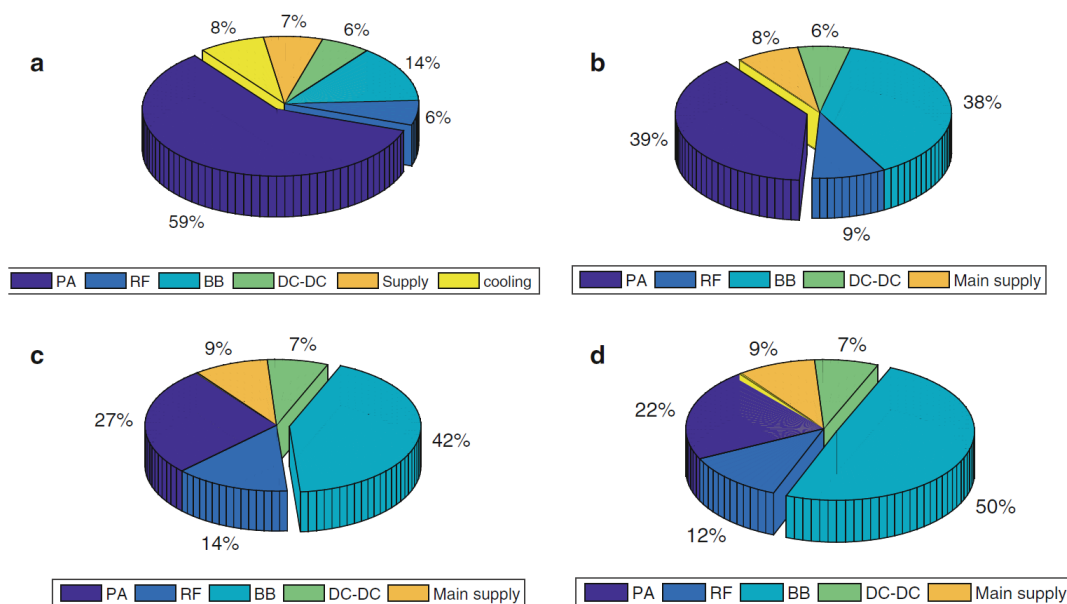 a
8%
7%
6%
14%
6%
59%
PA RF BB DC-DC Supply cooling
b
8%
6%
38%
39%
9%
PA RF BB DC-DC Main supply
c
9%
7%
27%
42%
14%
PA RF BB DC-DC Main supply
d
9%
7%
22%
50%
12%
PA RF BB DC-DC Main supply